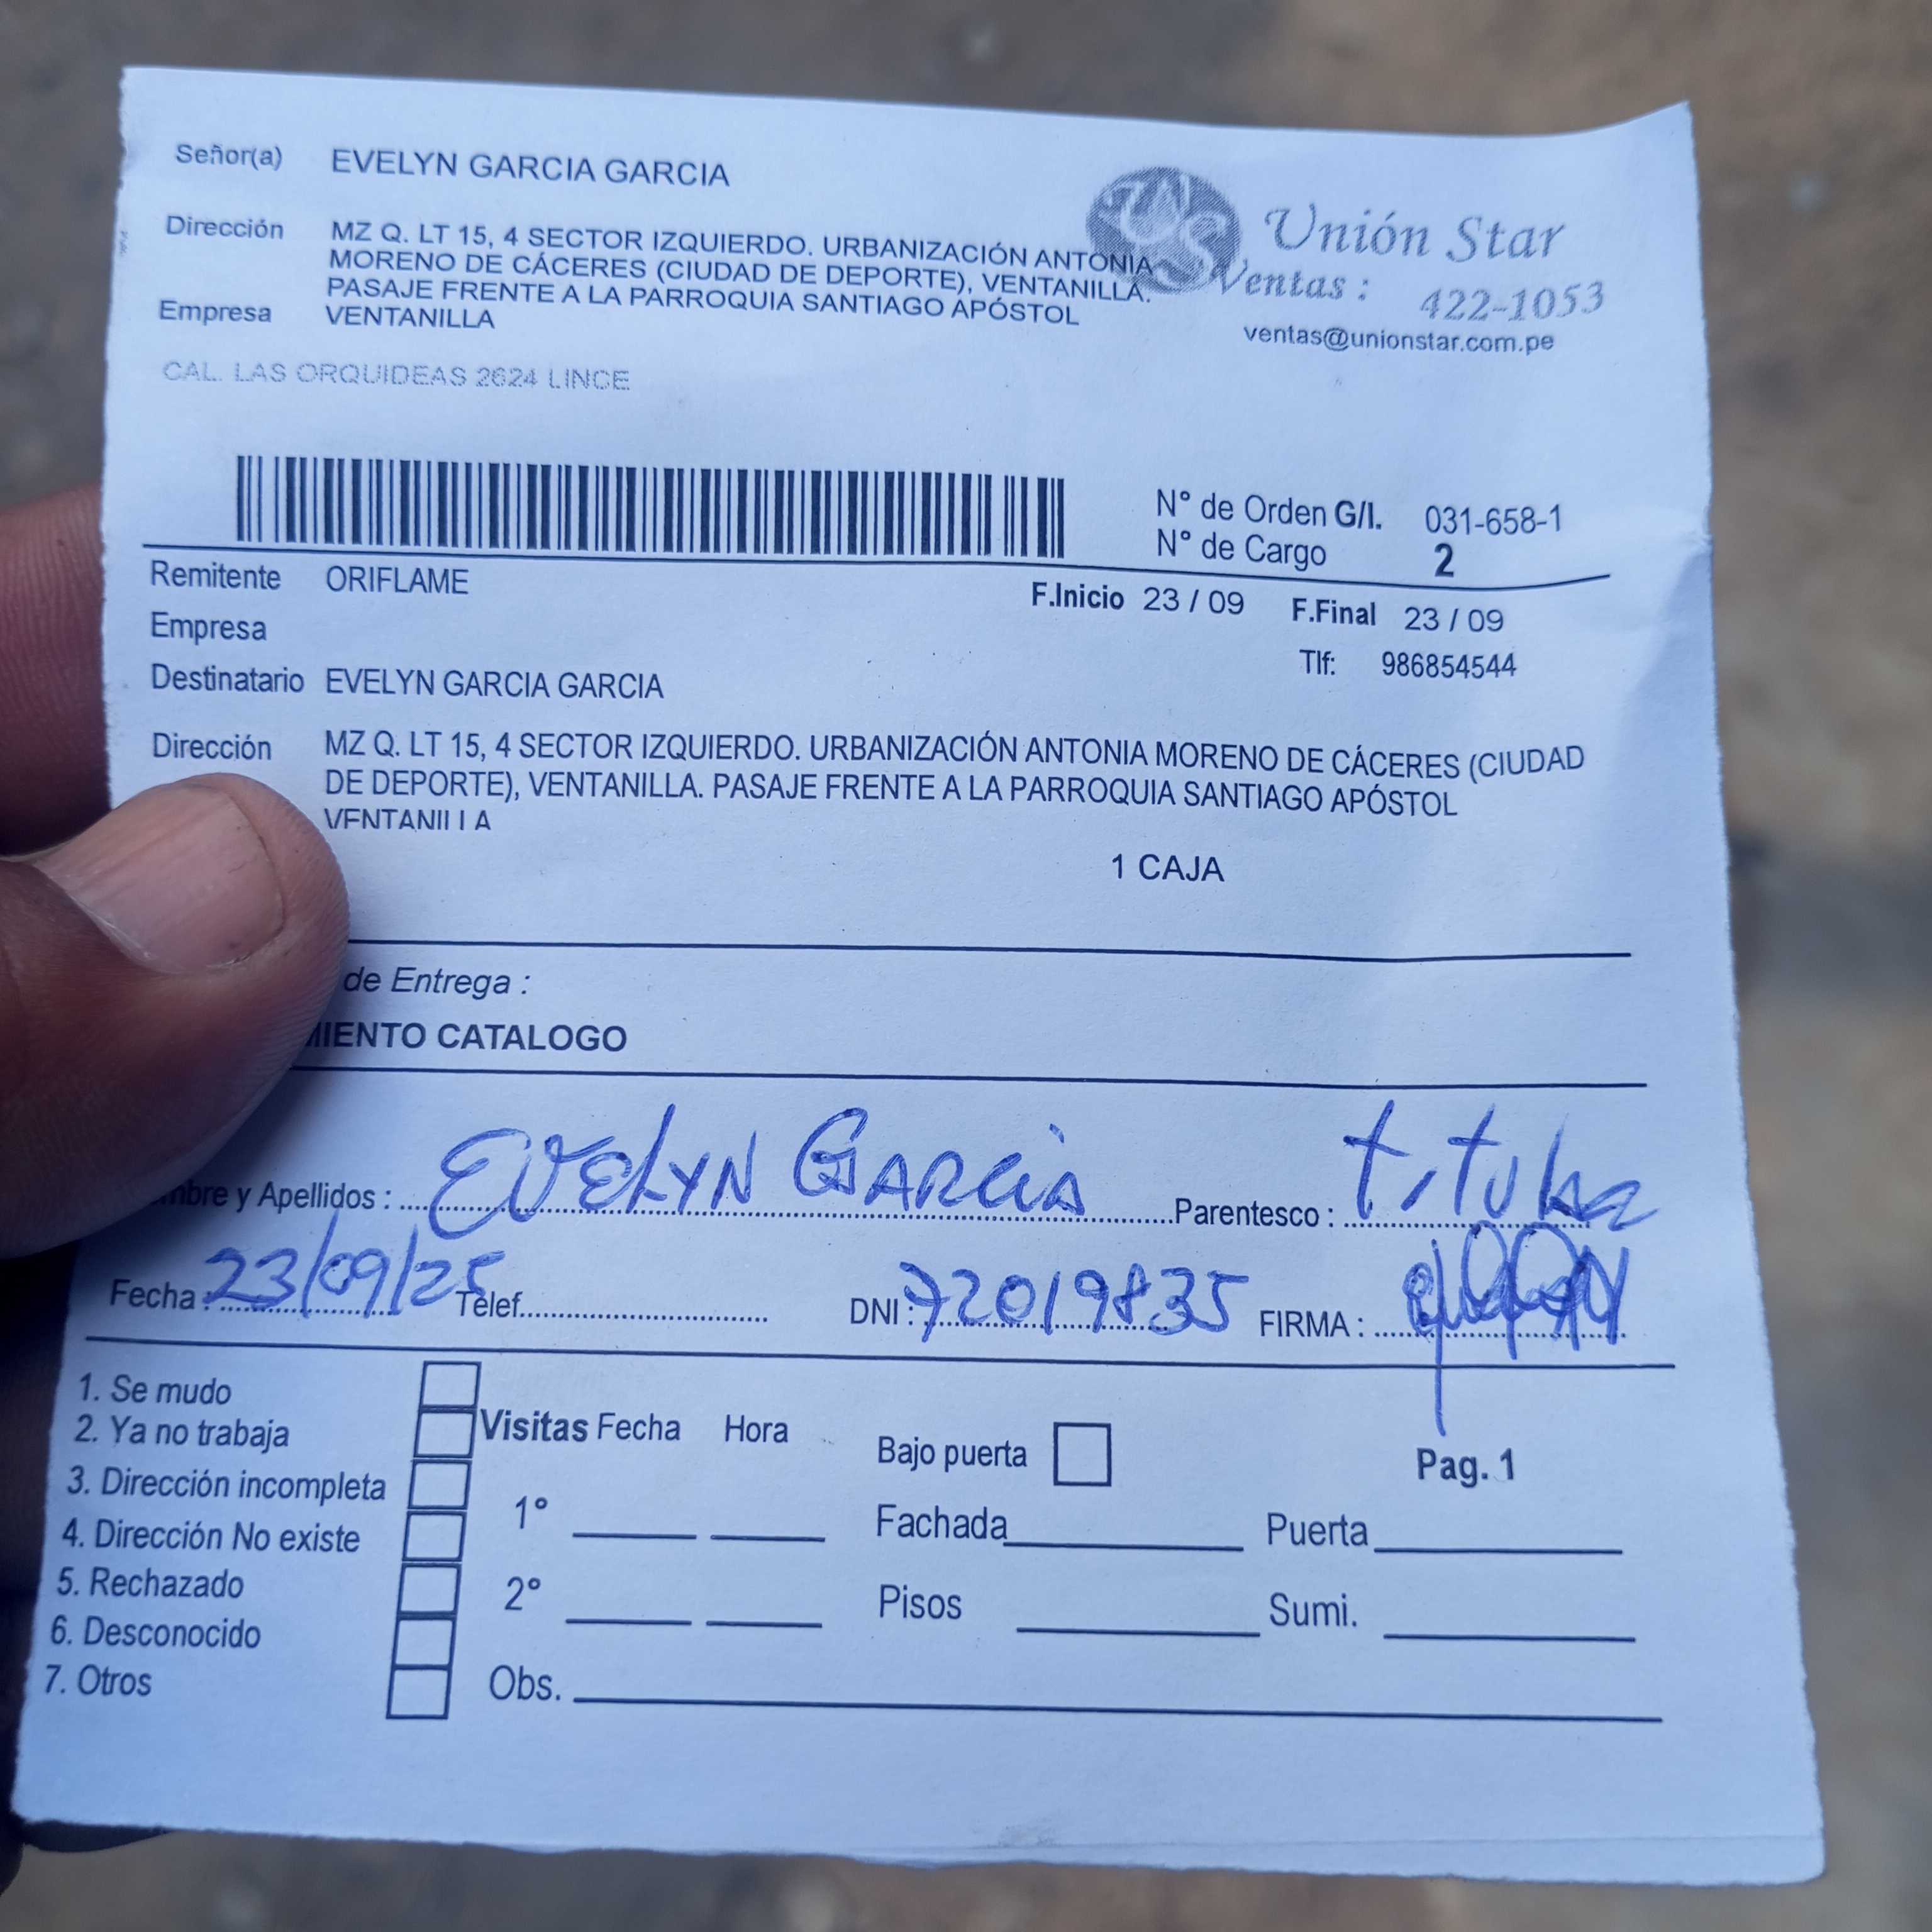 Señor(a) EVELYN GARCIA GARCIA
Dirección MZ Q. LT 15, 4 SECTOR IZQUIERDO. URBANIZACIÓN ANTONIA
MORENO DE CÁCERES (CIUDAD DE DEPORTE), VENTANILLA.
PASAJE FRENTE A LA PARROQUIA SANTIAGO APÓSTOL
Empresa VENTANILLA
CAL. LAS ORQUIDEAS 2624 LINCE
US Unión Star
Ventas : 422-1053
ventas@unionstar.com.pe
N° de Orden G/I. 031-658-1
N° de Cargo 2
Remitente ORIFLAME
F.Inicio 23 / 09 F.Final 23 / 09
Empresa
Tlf: 986854544
Destinatario EVELYN GARCIA GARCIA
Dirección MZ Q. LT 15, 4 SECTOR IZQUIERDO. URBANIZACIÓN ANTONIA MORENO DE CÁCERES (CIUDAD
DE DEPORTE), VENTANILLA. PASAJE FRENTE A LA PARROQUIA SANTIAGO APÓSTOL
VENTANILLA
1 CAJA
de Entrega :
MIENTO CATALOGO
mbre y Apellidos : EVELYN GARCIA Parentesco :
Fecha : 23/09/25 Telef. DNI : 72019835 FIRMA :
1. Se mudo
2. Ya no trabaja
3. Dirección incompleta
4. Dirección No existe
5. Rechazado
6. Desconocido
7. Otros
Visitas Fecha Hora
1°
2°
Obs.
Bajo puerta
Pag. 1
Fachada Puerta
Pisos Sumi.